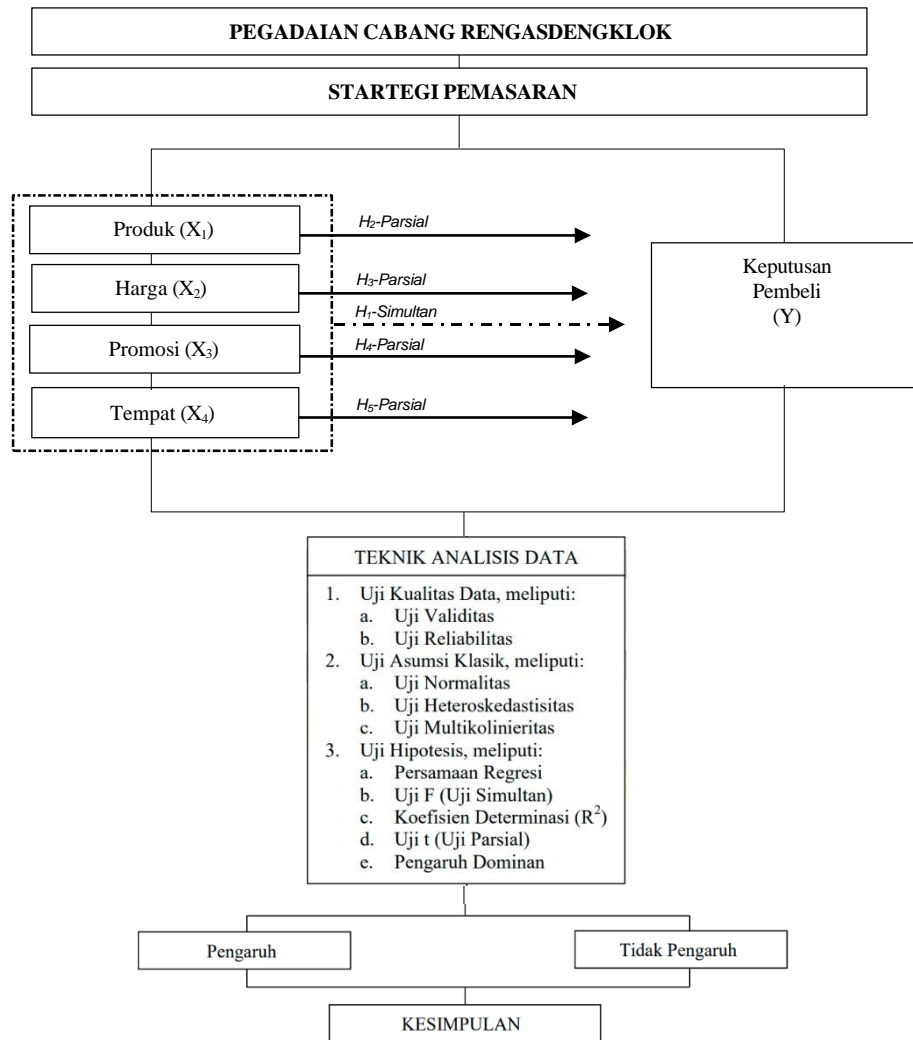 PEGADAIAN CABANG RENGASDENGKLOK
STARTEGI PEMASARAN
Produk (X₁)
H₂-Parsial
Harga (X₂)
H₃-Parsial
H₁-Simultan
Promosi (X₃)
H₄-Parsial
Tempat (X₄)
H₅-Parsial
Keputusan
Pembeli
(Y)
TEKNIK ANALISIS DATA
1. Uji Kualitas Data, meliputi:
a. Uji Validitas
b. Uji Reliabilitas
2. Uji Asumsi Klasik, meliputi:
a. Uji Normalitas
b. Uji Heteroskedastisitas
c. Uji Multikolinieritas
3. Uji Hipotesis, meliputi:
a. Persamaan Regresi
b. Uji F (Uji Simultan)
c. Koefisien Determinasi (R²)
d. Uji t (Uji Parsial)
e. Pengaruh Dominan
Pengaruh
Tidak Pengaruh
KESIMPULAN